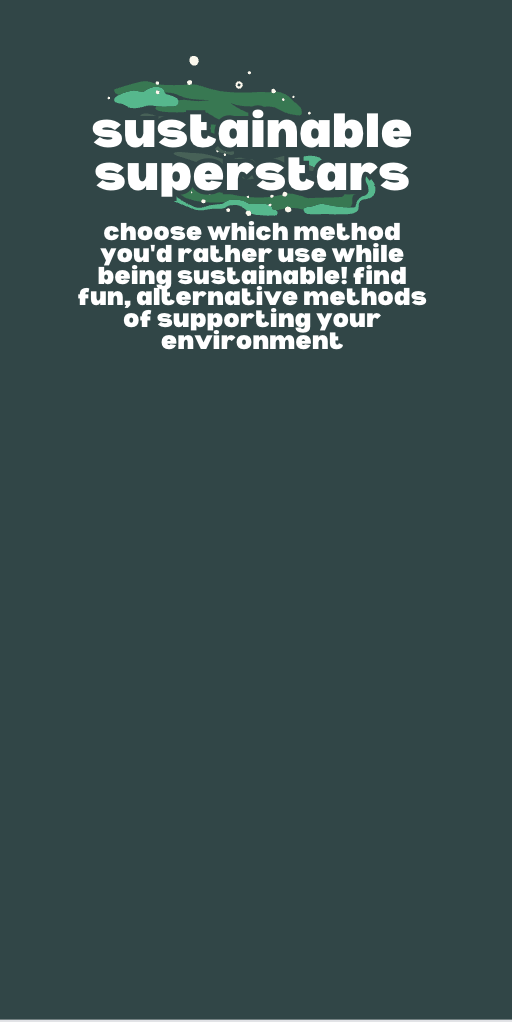 sustainable
superstars
choose which method
you'd rather use while
being sustainable! find
fun, alternative methods
of supporting your
environment